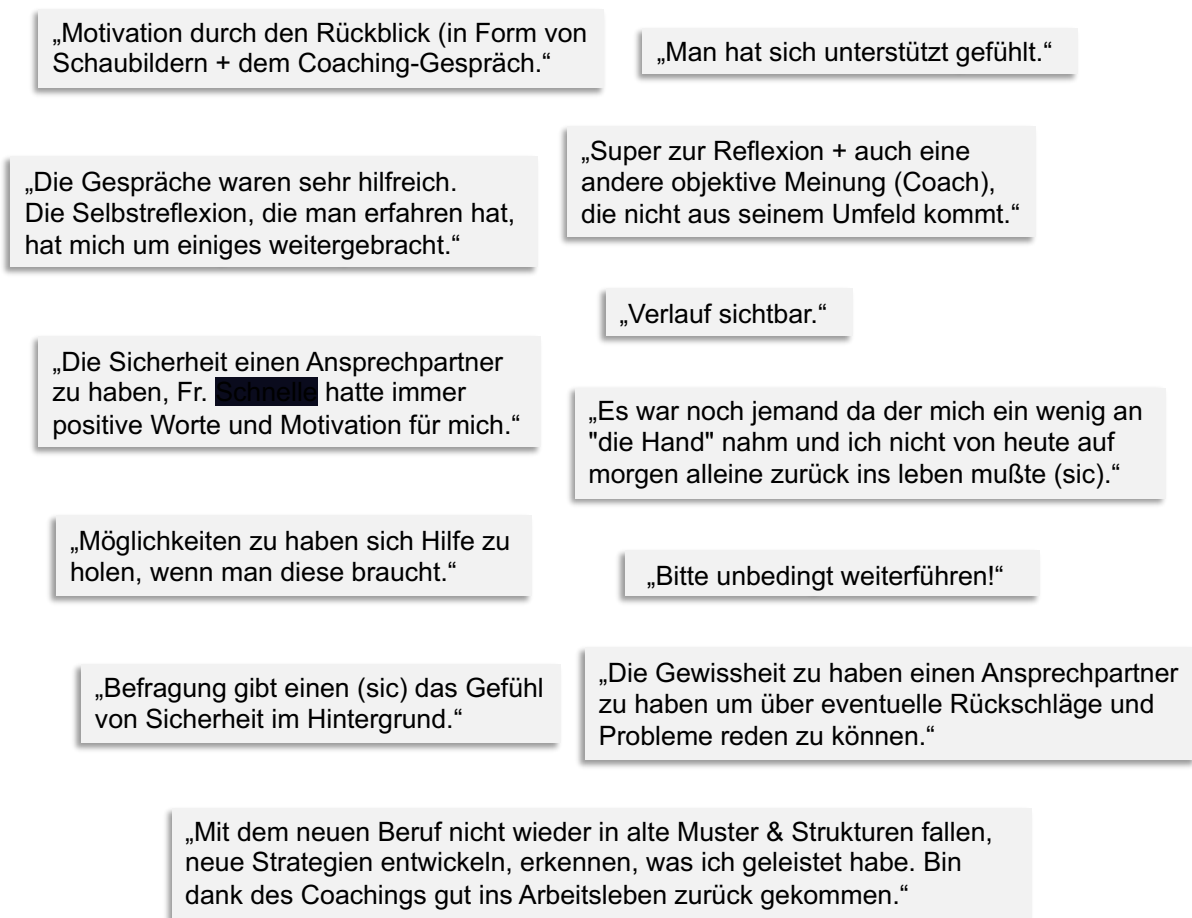 „Motivation durch den Rückblick (in Form von
Schaubildern + dem Coaching-Gespräch.“
„Man hat sich unterstützt gefühlt.“
„Die Gespräche waren sehr hilfreich.
Die Selbstreflexion, die man erfahren hat,
hat mich um einiges weitergebracht.“
„Super zur Reflexion + auch eine
andere objektive Meinung (Coach),
die nicht aus seinem Umfeld kommt.“
„Verlauf sichtbar.“
„Die Sicherheit einen Ansprechpartner
zu haben, Fr. Schnelle hatte immer
positive Worte und Motivation für mich.“
„Es war noch jemand da der mich ein wenig an
"die Hand" nahm und ich nicht von heute auf
morgen alleine zurück ins leben mußte (sic).“
„Möglichkeiten zu haben sich Hilfe zu
holen, wenn man diese braucht.“
„Bitte unbedingt weiterführen!“
„Befragung gibt einen (sic) das Gefühl
von Sicherheit im Hintergrund.“
„Die Gewissheit zu haben einen Ansprechpartner
zu haben um über eventuelle Rückschläge und
Probleme reden zu können.“
„Mit dem neuen Beruf nicht wieder in alte Muster & Strukturen fallen,
neue Strategien entwickeln, erkennen, was ich geleistet habe. Bin
dank des Coachings gut ins Arbeitsleben zurück gekommen.“